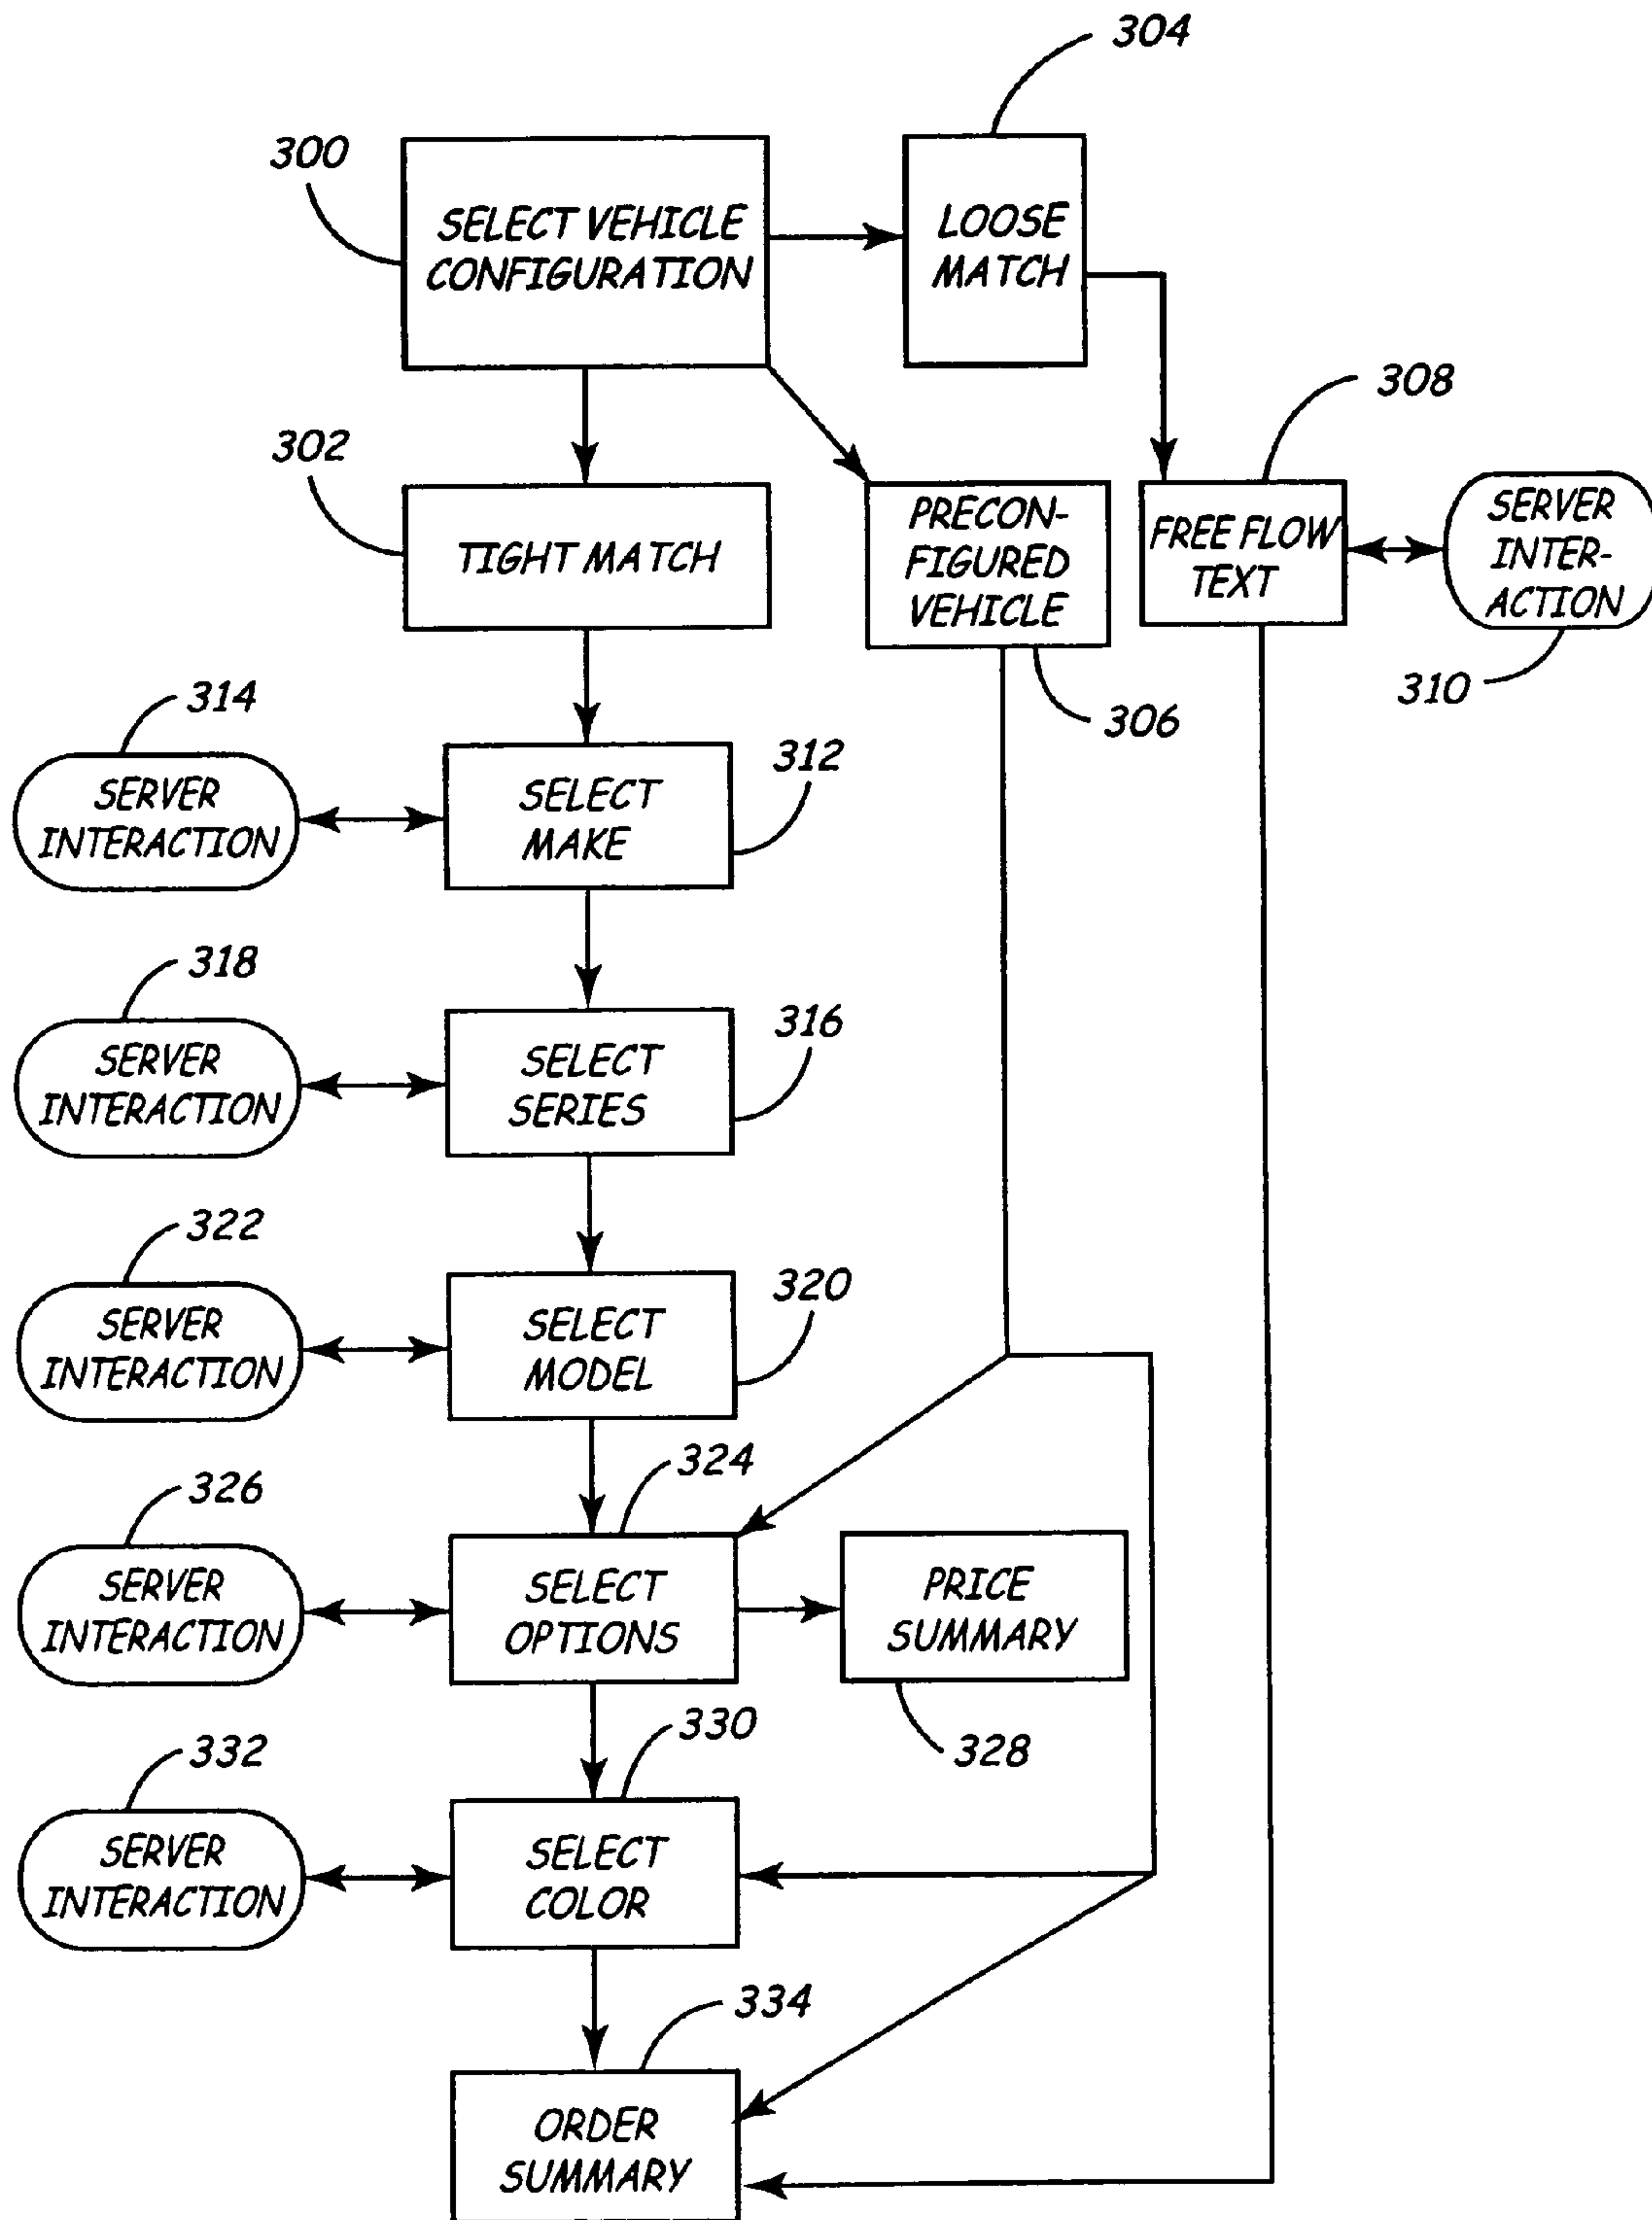 304
300
SELECT VEHICLE
CONFIGURATION
LOOSE
MATCH
308
302
TIGHT MATCH
PRECON-
FIGURED
VEHICLE
FREE FLOW
TEXT
SERVER
INTER-
ACTION
310
306
314
312
SERVER
INTERACTION
SELECT
MAKE
318
316
SERVER
INTERACTION
SELECT
SERIES
322
320
SERVER
INTERACTION
SELECT
MODEL
324
326
SERVER
INTERACTION
SELECT
OPTIONS
PRICE
SUMMARY
330
328
332
SERVER
INTERACTION
SELECT
COLOR
334
ORDER
SUMMARY